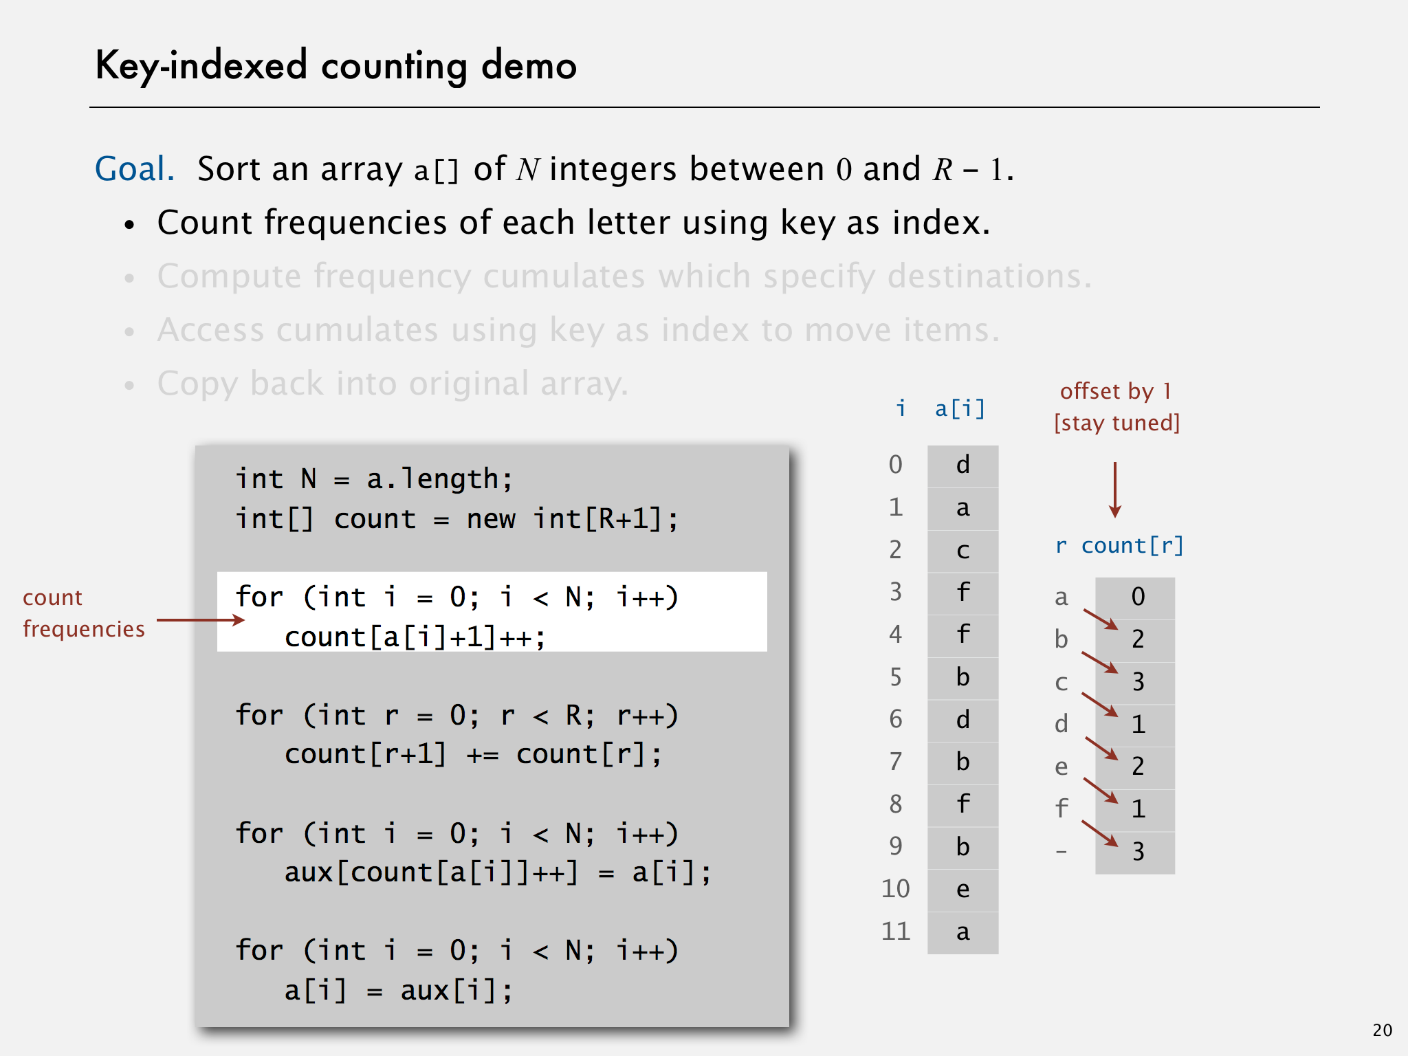 Key-indexed counting demo
Goal. Sort an array a[] of N integers between 0 and R – 1.
• Count frequencies of each letter using key as index.
• Compute frequency cumulates which specify destinations.
• Access cumulates using key as index to move items.
• Copy back into original array.
int N = a.length;
int[] count = new int[R+1];
for (int i = 0; i < N; i++)
count[a[i]+1]++;
for (int r = 0; r < R; r++)
count[r+1] += count[r];
for (int i = 0; i < N; i++)
aux[count[a[i]]++] = a[i];
for (int i = 0; i < N; i++)
a[i] = aux[i];
count
frequencies
i a[i]
0 d
1 a
2 c
3 f
4 f
5 b
6 d
7 b
8 f
9 b
10 e
11 a
offset by 1
[stay tuned]
r count[r]
a 0
b 2
c 3
d 1
e 2
f 1
- 3
20